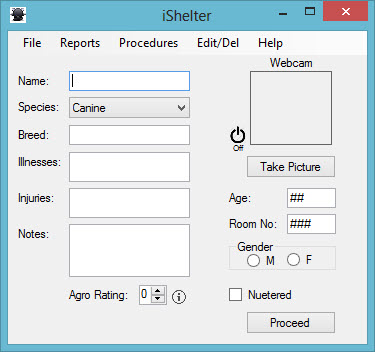 iShelter
File Reports Procedures Edit/Del Help
Webcam
Name:
Species: Canine
Breed:
Off
Illnesses:
Take Picture
Injuries:
Age: ##
Room No: ###
Notes:
Gender
M F
Agro Rating: 0
Nuetered
Proceed